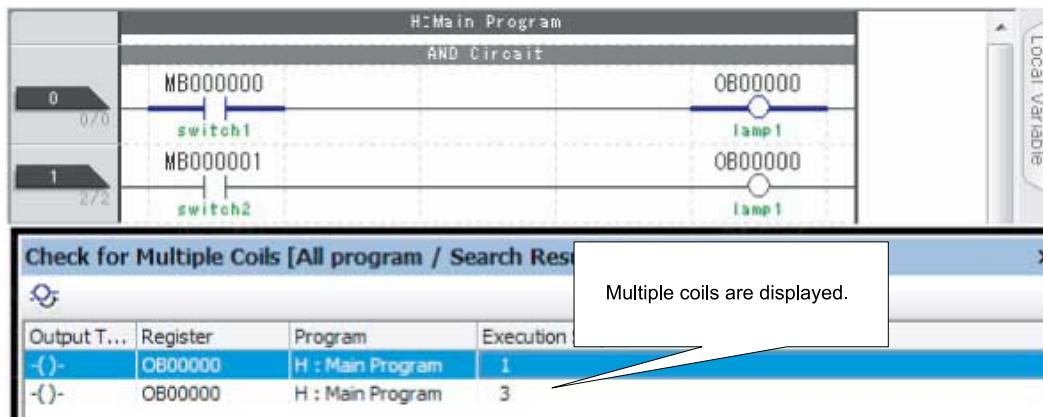 H:Main Program
AND Circait
0
0/0
MB000000
OB00000
switch1
lamp1
1
2/2
MB000001
OB00000
switch2
lamp1
Local Variable
Check for Multiple Coils [All program / Search Resu
Multiple coils are displayed.
Output T... Register Program Execution
-()- OB00000 H : Main Program 1
-()- OB00000 H : Main Program 3